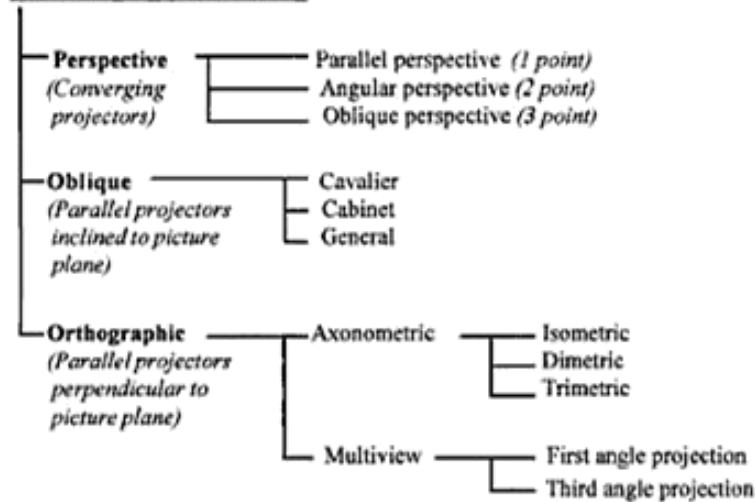 Perspective
(Converging
projectors)
Parallel perspective (1 point)
Angular perspective (2 point)
Oblique perspective (3 point)
Oblique
(Parallel projectors
inclined to picture
plane)
Cavalier
Cabinet
General
Orthographic
(Parallel projectors
perpendicular to
picture plane)
Axonometric
Isometric
Dimetric
Trimetric
Multiview
First angle projection
Third angle projection